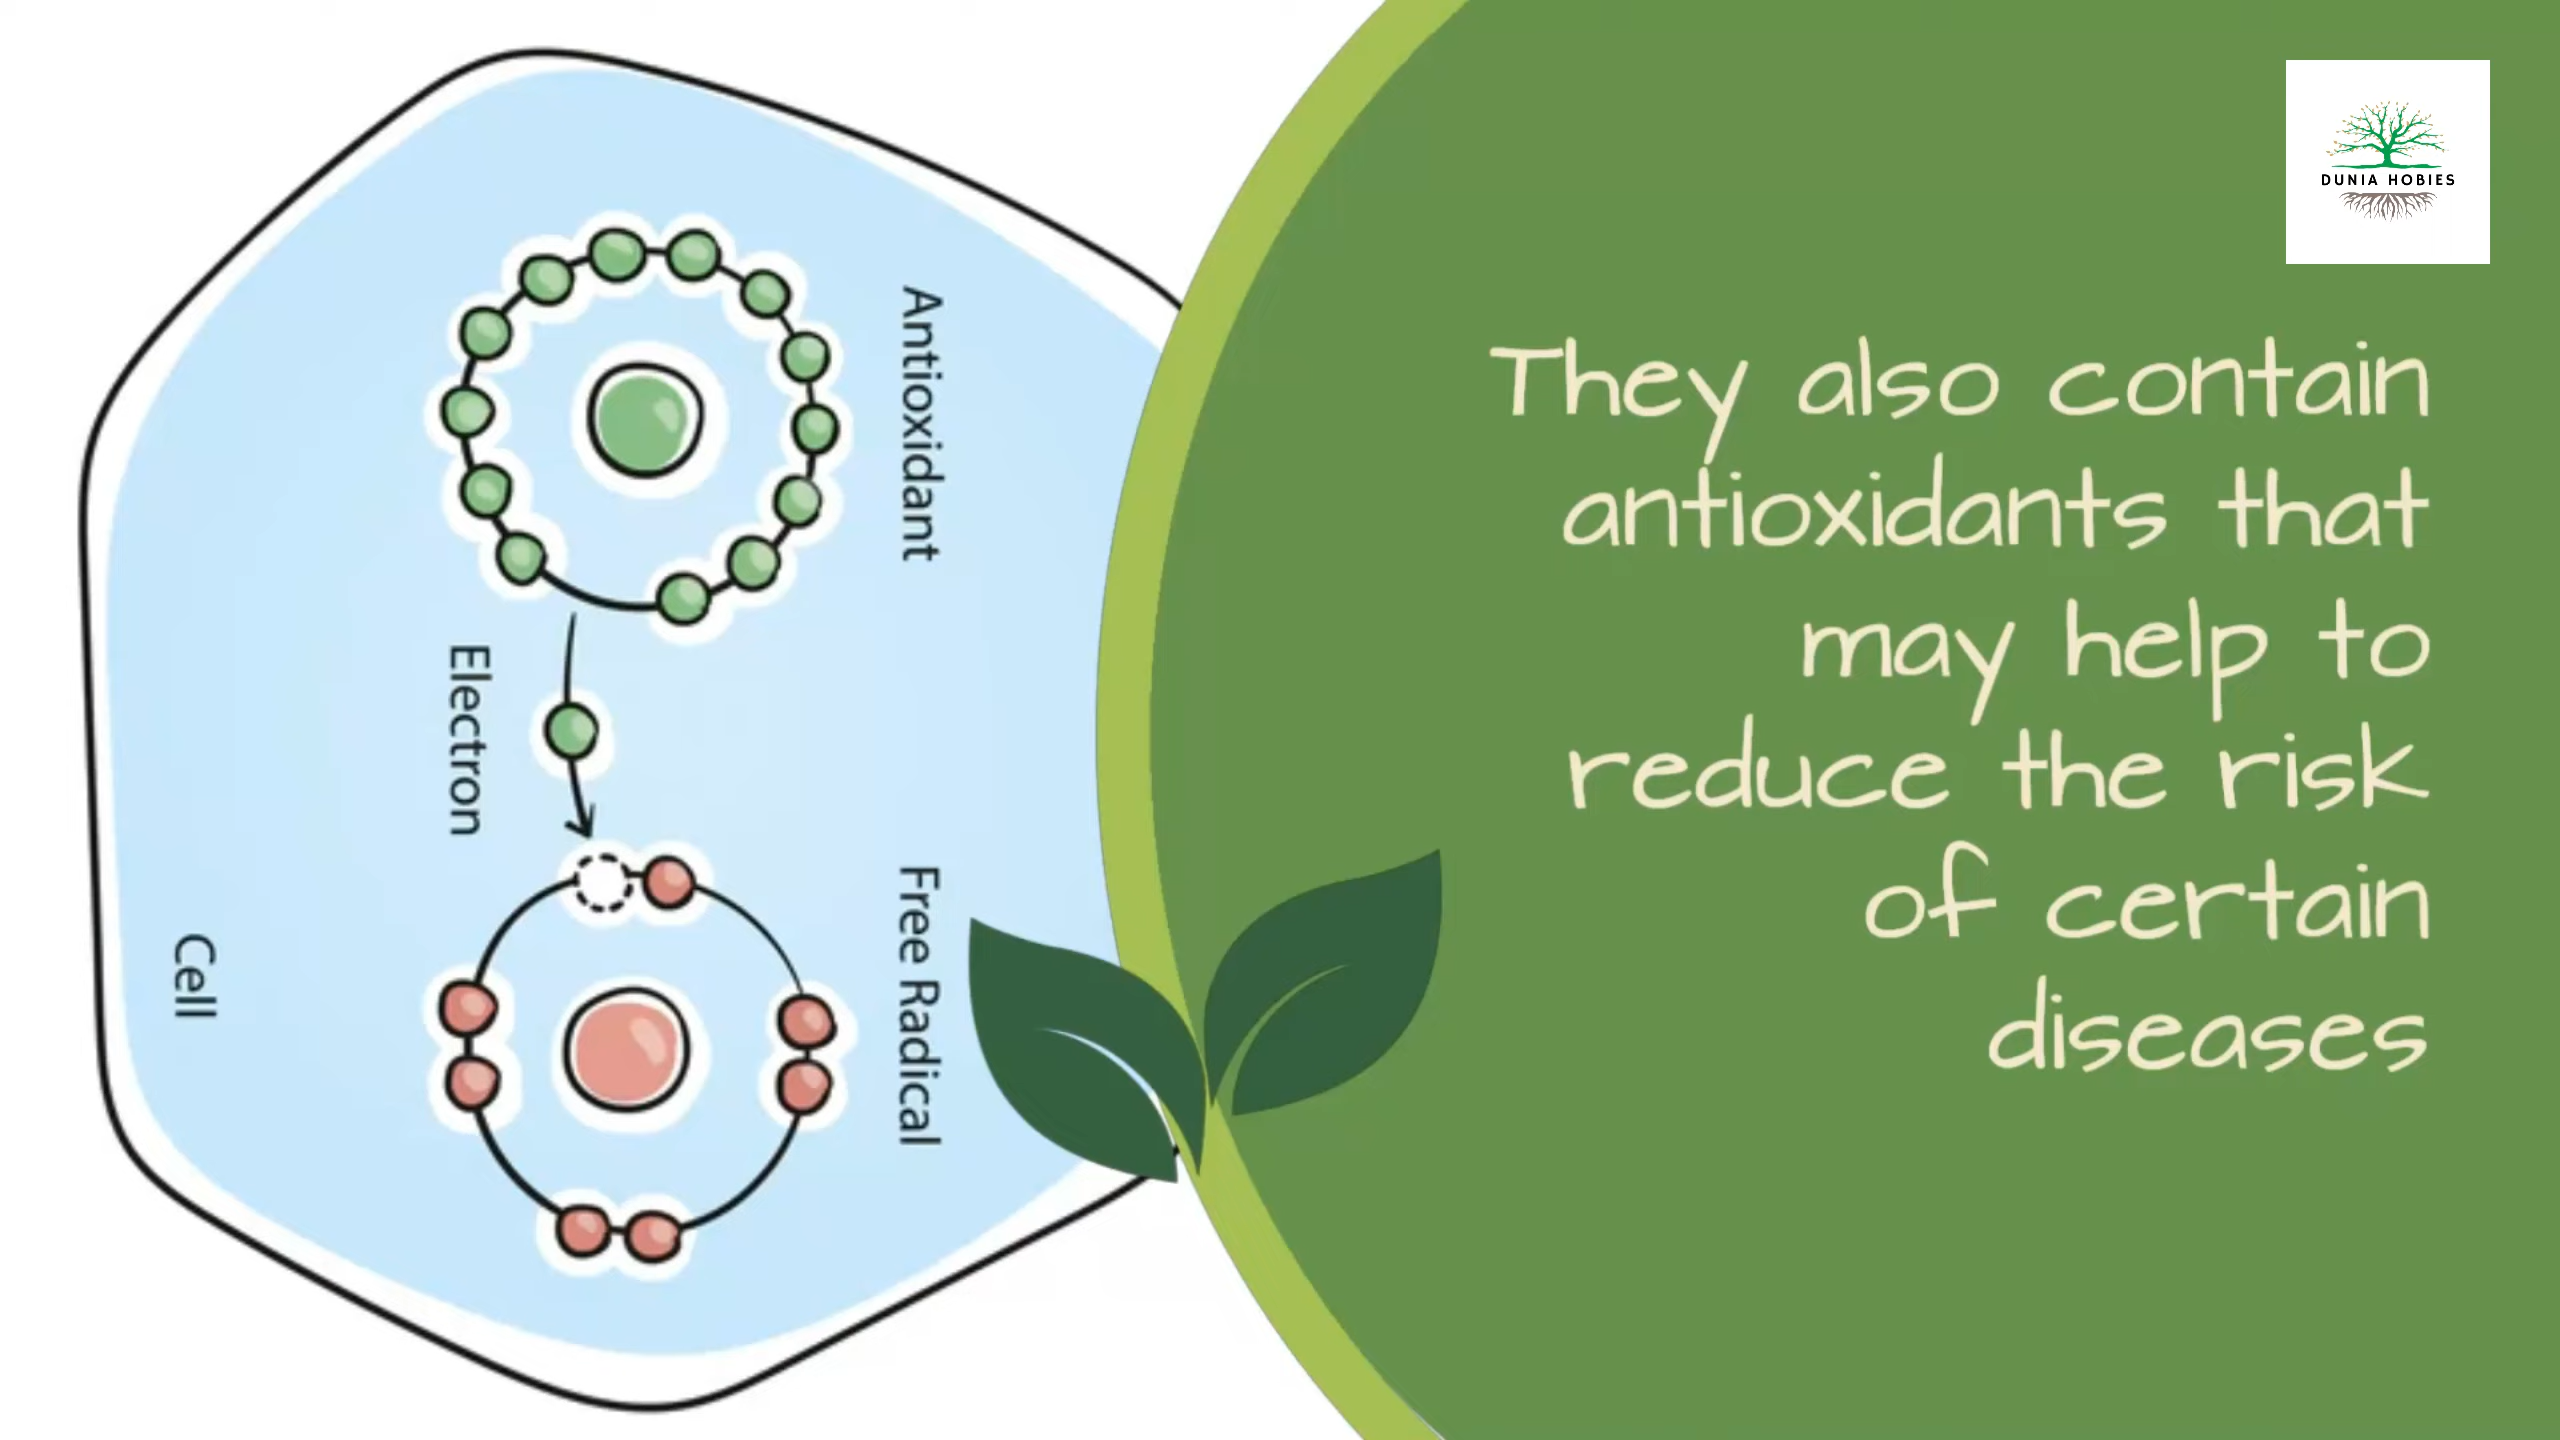 Antioxidant
Electron
Free Radical
Cell
DUNIA HOBIES
They also contain
antioxidants that
may help to
reduce the risk
of certain
diseases